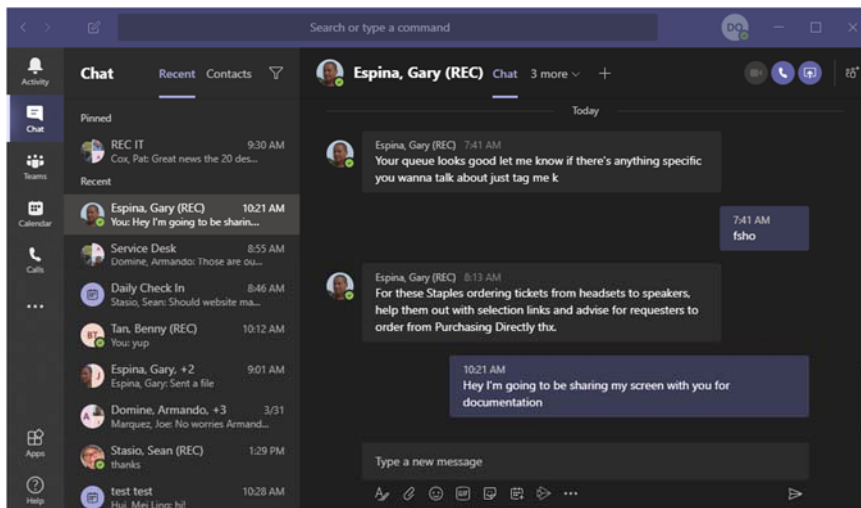 Search or type a command
DO
Activity
Chat
Teams
Calendar
Calls
Apps
Help
Chat
Recent
Contacts
Pinned
REC IT 9:30 AM
Cox, Pat: Great news the 20 des...
Recent
Espina, Gary (REC) 10:21 AM
You: Hey I'm going to be sharin...
Service Desk 8:55 AM
Domine, Armando: Those are ou...
Daily Check In 8:46 AM
Stasio, Sean: Should website ma...
BT
Tan, Benny (REC) 10:12 AM
You: yup
Espina, Gary, +2 9:01 AM
Espina, Gary: Sent a file
Domine, Armando, +3 3/31
Marquez, Joe: No worries Armand...
Stasio, Sean (REC) 1:29 PM
thanks
test test 10:28 AM
Hui, Mei Ling: hi!
Espina, Gary (REC) Chat 3 more
Today
Espina, Gary (REC) 7:41 AM
Your queue looks good let me know if there's anything specific
you wanna talk about just tag me k
7:41 AM
fsho
Espina, Gary (REC) 8:13 AM
For these Staples ordering tickets from headsets to speakers,
help them out with selection links and advise for requesters to
order from Purchasing Directly thx.
10:21 AM
Hey I'm going to be sharing my screen with you for
documentation
Type a new message
GIF